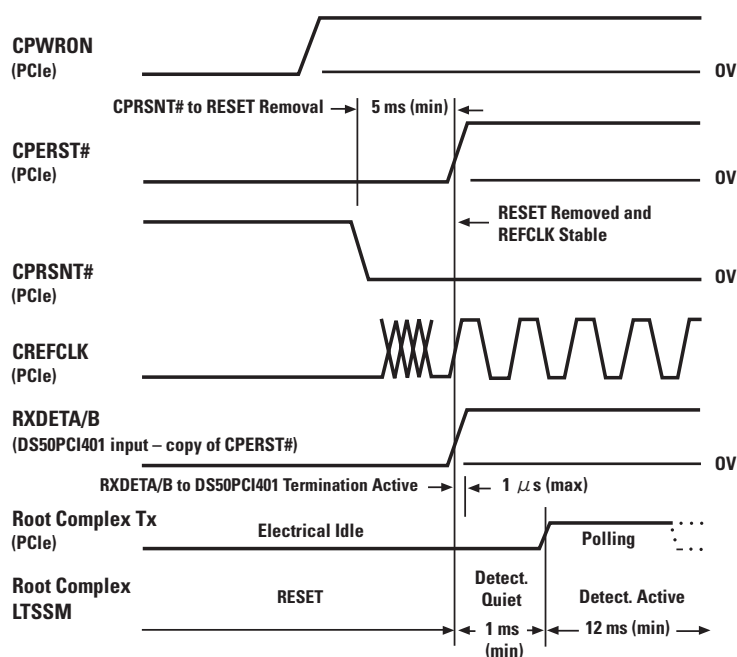 CPWRON
(PCIe)
0V
CPRSNT# to RESET Removal
5 ms (min)
CPERST#
(PCIe)
0V
RESET Removed and
REFCLK Stable
CPRSNT#
(PCIe)
0V
CREFCLK
(PCIe)
RXDETA/B
(DS50PCI401 input – copy of CPERST#)
0V
RXDETA/B to DS50PCI401 Termination Active
1 μs (max)
Root Complex Tx
(PCIe)
Electrical Idle
Polling
Root Complex
LTSSM
RESET
Detect.
Quiet
Detect. Active
1 ms
(min)
12 ms (min)